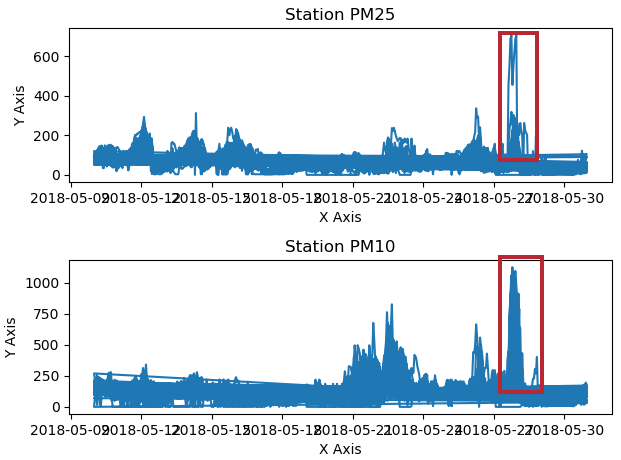 Station PM25
Y Axis
600
400
200
0
2018-05-09 2018-05-12 2018-05-15 2018-05-18 2018-05-21 2018-05-24 2018-05-27 2018-05-30
X Axis
Station PM10
Y Axis
1000
750
500
250
0
2018-05-09 2018-05-12 2018-05-15 2018-05-18 2018-05-21 2018-05-24 2018-05-27 2018-05-30
X Axis